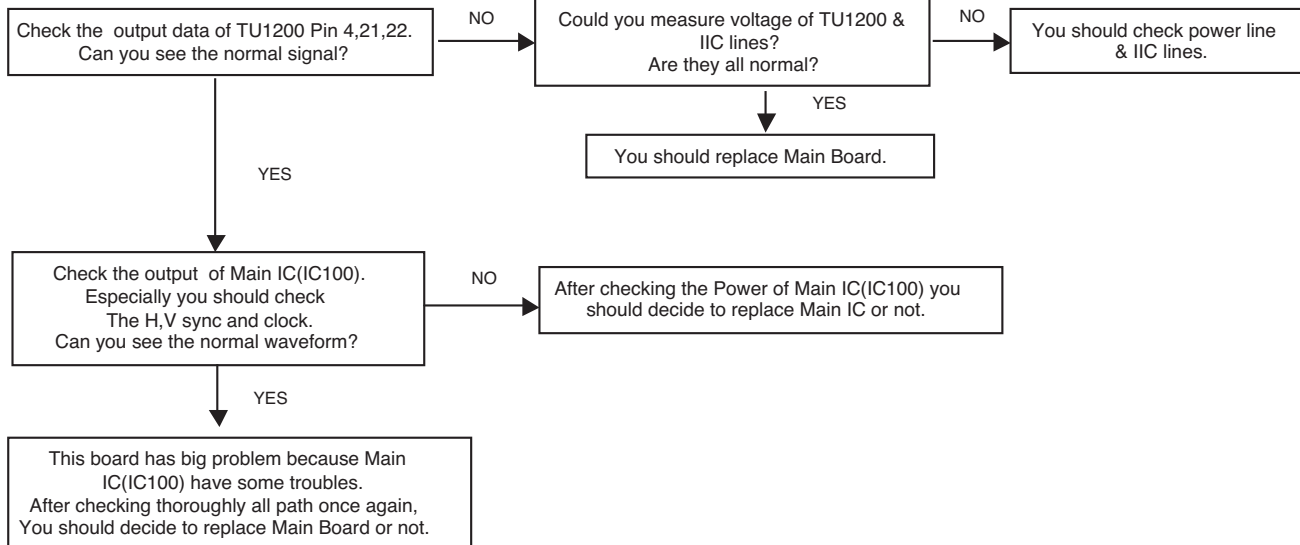 Check the output data of TU1200 Pin 4,21,22.
Can you see the normal signal?
NO
Could you measure voltage of TU1200 &
IIC lines?
Are they all normal?
NO
You should check power line
& IIC lines.
YES
You should replace Main Board.
YES
Check the output of Main IC(IC100).
Especially you should check
The H,V sync and clock.
Can you see the normal waveform?
NO
After checking the Power of Main IC(IC100) you
should decide to replace Main IC or not.
YES
This board has big problem because Main
IC(IC100) have some troubles.
After checking thoroughly all path once again,
You should decide to replace Main Board or not.